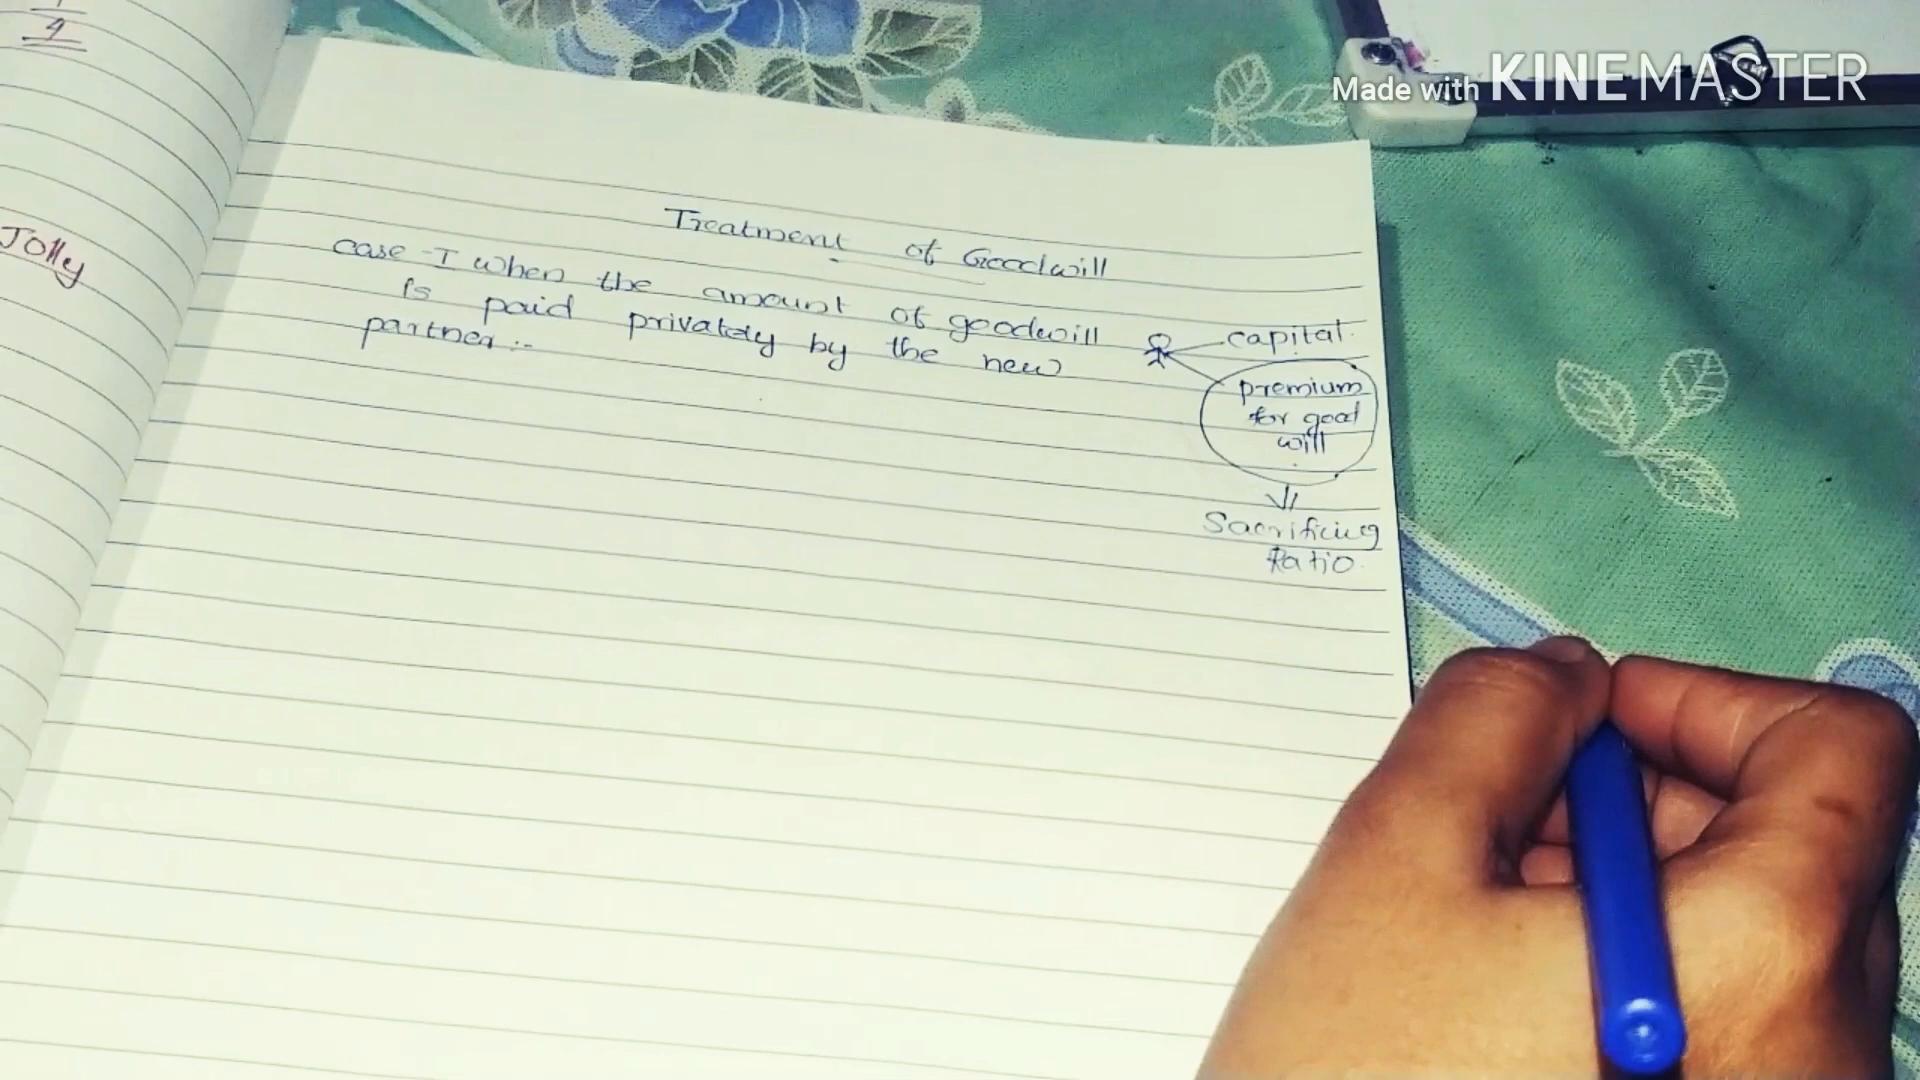 4
Jolly
Made with KINEMASTER
Treatment of Goodwill
case - I when the amount of goodwill
is paid privately by the new
partner :-
capital
premium
for good
will
Sacrificing
Ratio